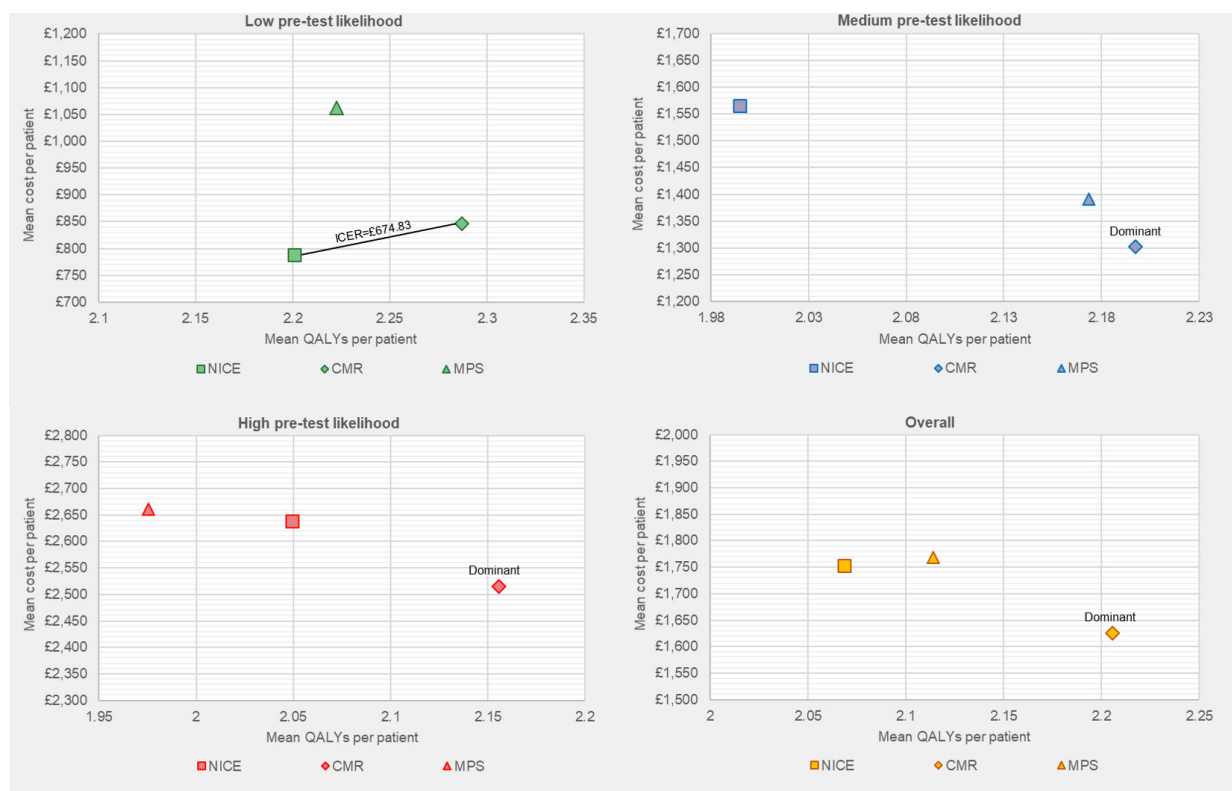 Low pre-test likelihood
Mean cost per patient
£1,200
£1,150
£1,100
£1,050
£1,000
£950
£900
£850
£800
£750
£700
ICER=£674.83
2.1 2.15 2.2 2.25 2.3 2.35
Mean QALYs per patient
NICE CMR MPS
Medium pre-test likelihood
Mean cost per patient
£1,700
£1,650
£1,600
£1,550
£1,500
£1,450
£1,400
£1,350
£1,300
£1,250
£1,200
Dominant
1.98 2.03 2.08 2.13 2.18 2.23
Mean QALYs per patient
NICE CMR MPS
High pre-test likelihood
Mean cost per patient
£2,800
£2,750
£2,700
£2,650
£2,600
£2,550
£2,500
£2,450
£2,400
£2,350
£2,300
Dominant
1.95 2 2.05 2.1 2.15 2.2
Mean QALYs per patient
NICE CMR MPS
Overall
Mean cost per patient
£2,000
£1,950
£1,900
£1,850
£1,800
£1,750
£1,700
£1,650
£1,600
£1,550
£1,500
Dominant
2 2.05 2.1 2.15 2.2 2.25
Mean QALYs per patient
NICE CMR MPS